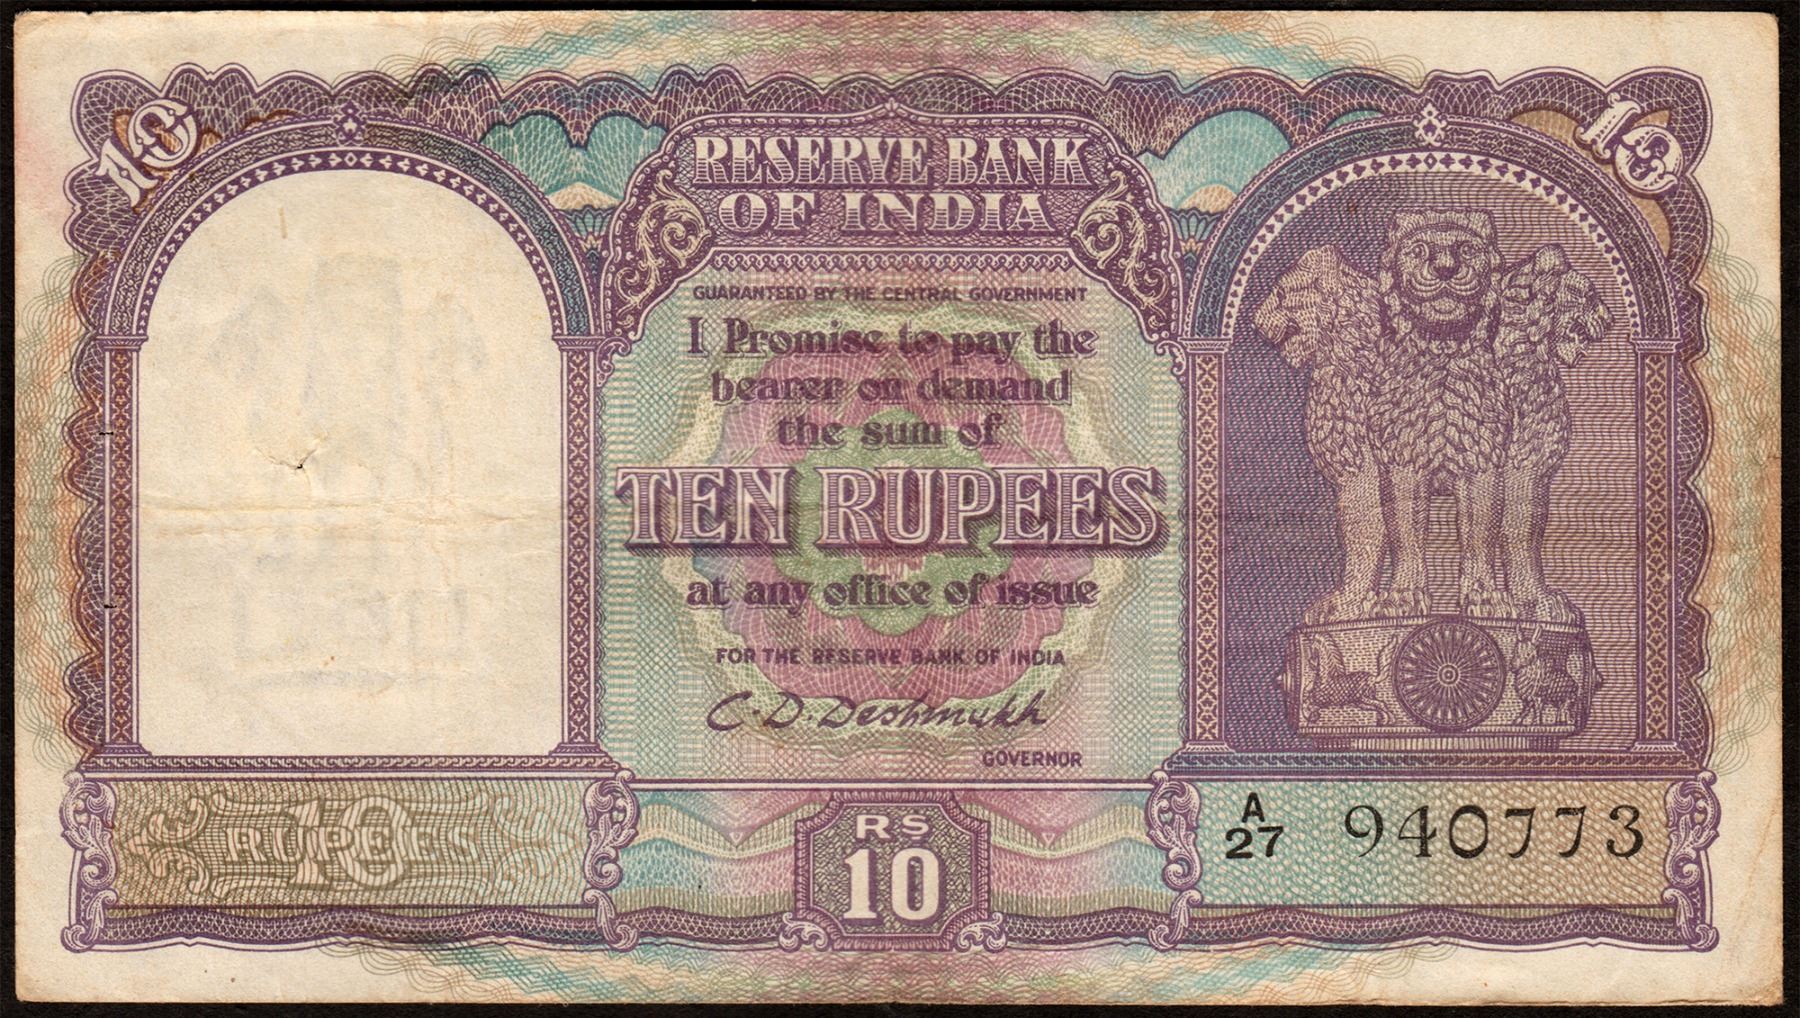 10
10
RESERVE BANK
OF INDIA
GUARANTEED BY THE CENTRAL GOVERNMENT
I Promise to pay the
bearer on demand
the sum of
TEN RUPEES
at any office of issue
FOR THE RESERVE BANK OF INDIA
C. D. Deshmukh
GOVERNOR
RUPEES 10
RS
10
A
27 940773